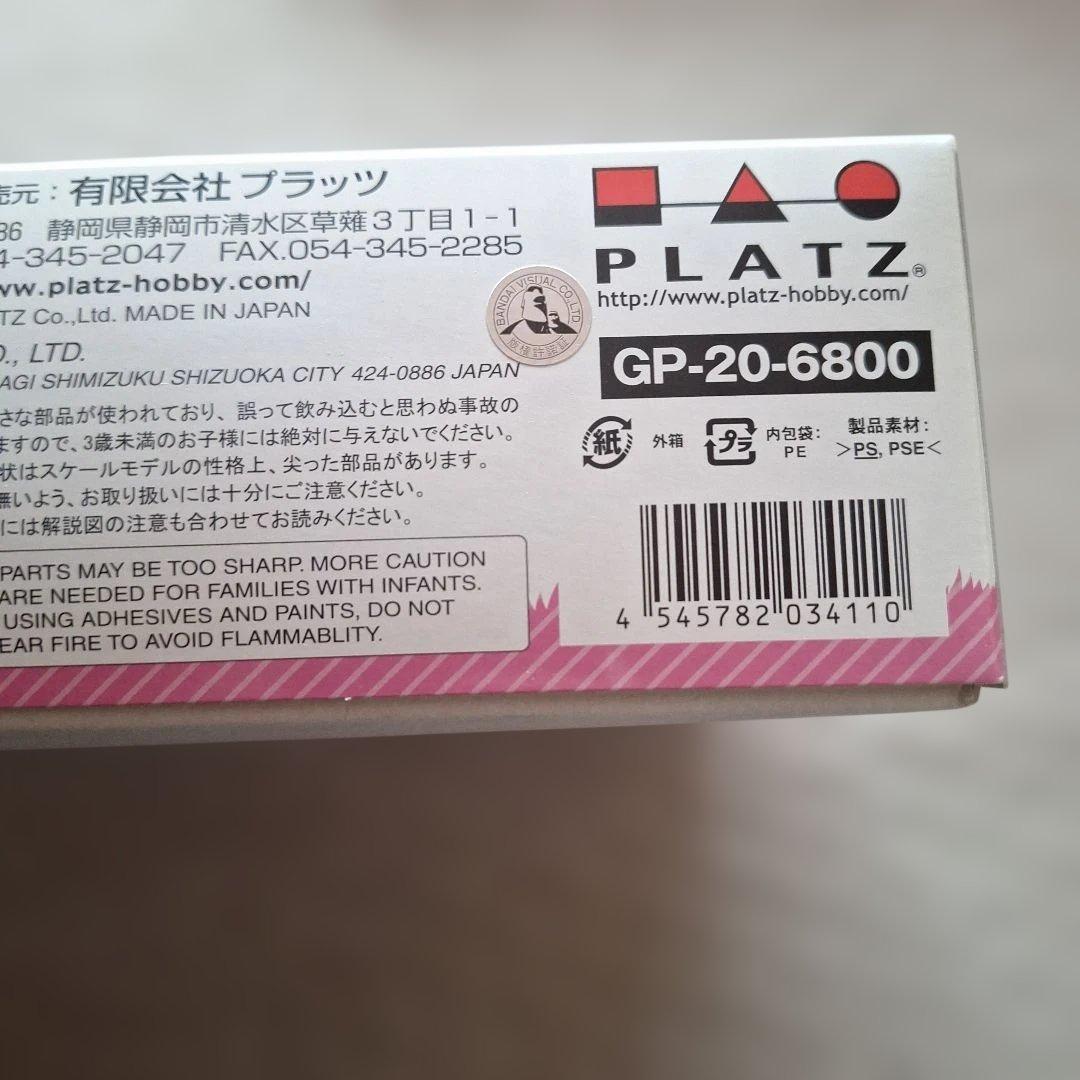 売元：有限会社プラッツ
86 静岡県静岡市清水区草薙3丁目1-1
4-345-2047 FAX.054-345-2285
ww.platz-hobby.com/
TZ Co.,Ltd. MADE IN JAPAN
O., LTD.
AGI SHIMIZUKU SHIZUOKA CITY 424-0886 JAPAN
さな部品が使われており、誤って飲み込むと思わぬ事故の
ますので、3歳未満のお子様には絶対に与えないでください。
状はスケールモデルの性格上、尖った部品があります。
無いよう、お取り扱いには十分にご注意ください。
には解説図の注意も合わせてお読みください。
PARTS MAY BE TOO SHARP. MORE CAUTION
ARE NEEDED FOR FAMILIES WITH INFANTS.
USING ADHESIVES AND PAINTS, DO NOT
EAR FIRE TO AVOID FLAMMABLITY.
BANDAI VISUAL CO.,LTD.
版権許諾証
PLATZ®
http://www.platz-hobby.com/
GP-20-6800
紙 外箱
プラ 内包袋：
PE
製品素材：
>PS, PSE<
4 545782 034110